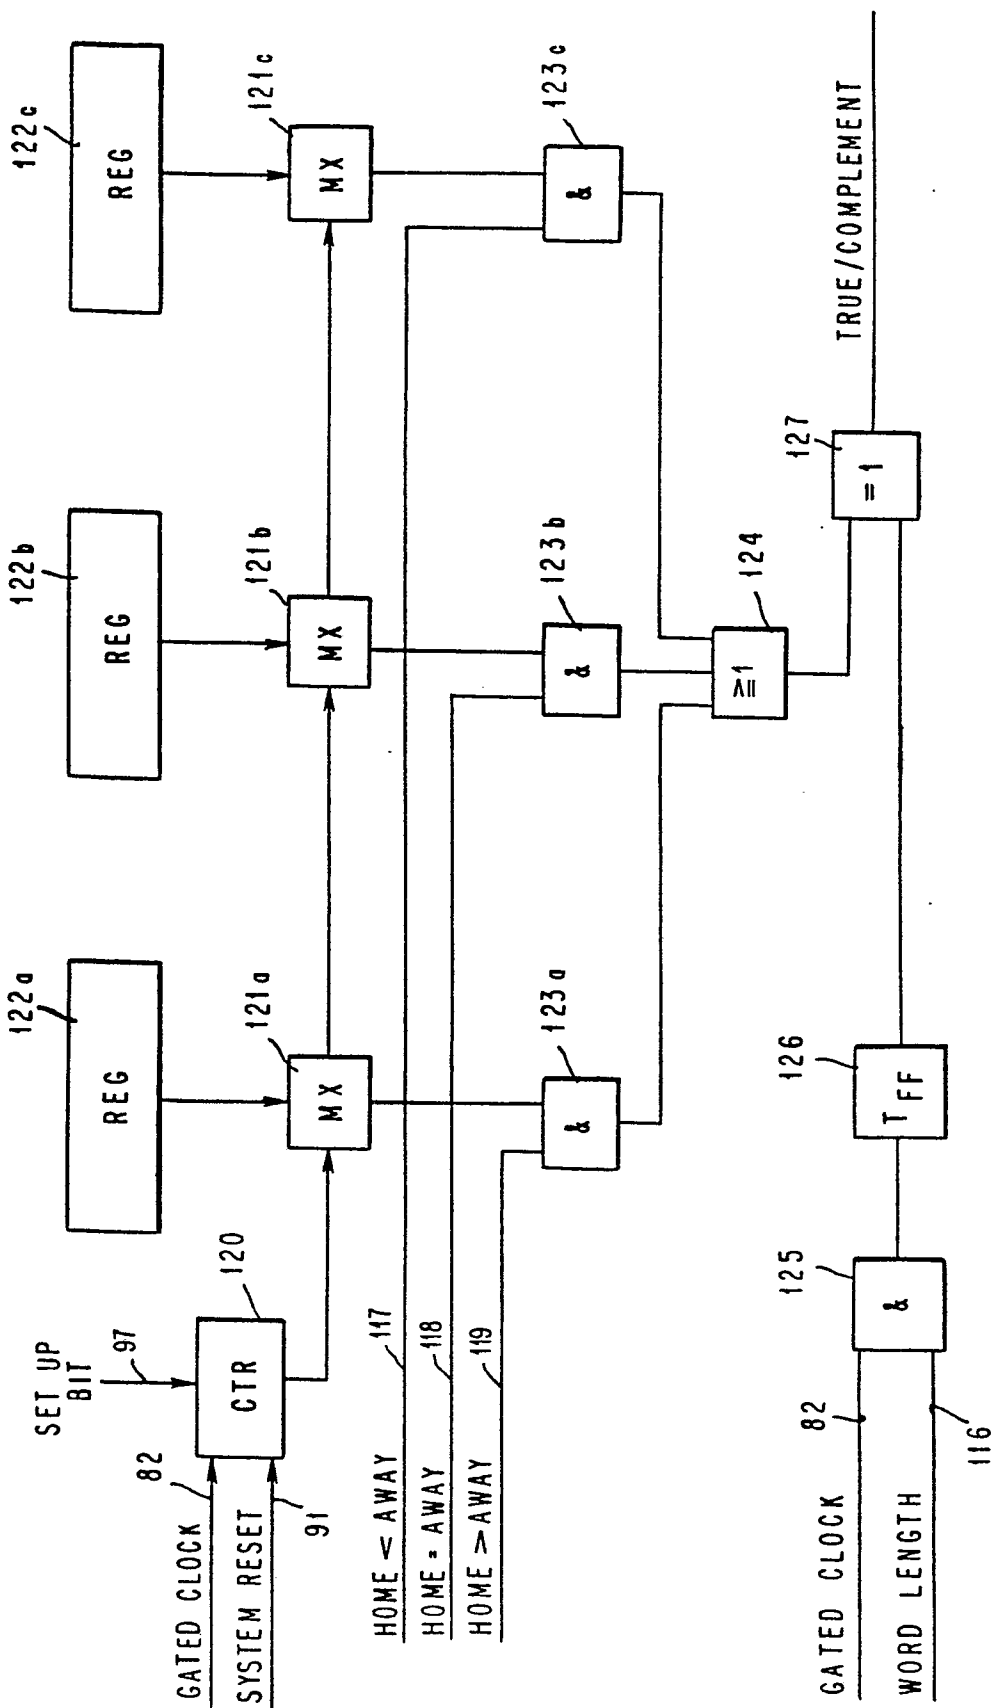 122a
122b
122c
REG
REG
REG
SET UP
BIT
97
120
121a
121b
121c
CTR
MX
MX
MX
GATED CLOCK
82
SYSTEM RESET
91
HOME < AWAY
117
HOME = AWAY
118
HOME > AWAY
119
123a
123b
123c
&
&
&
124
≥1
TRUE/COMPLEMENT
125
126
127
GATED CLOCK
82
WORD LENGTH
116
&
T
FF
=1